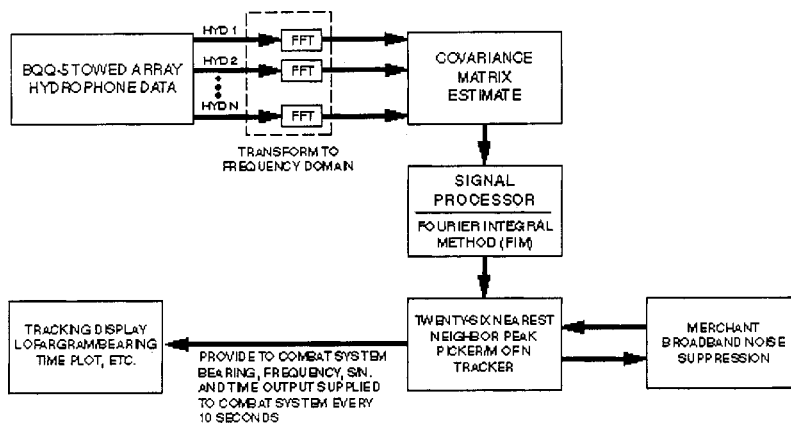 BQQ-5 TOWED ARRAY
HYDROPHONE DATA
HYD 1
HYD 2
HYD N
FFT
FFT
FFT
TRANSFORM TO
FREQUENCY DOMAIN
COVARIANCE
MATRIX
ESTIMATE
SIGNAL
PROCESSOR
FOURIER INTEGRAL
METHOD (FIM)
TWENTY-SIX NEAREST
NEIGHBOR PEAK
PICKER/M OF N
TRACKER
MERCHANT
BROADBAND NOISE
SUPPRESSION
TRACKING DISPLAY
LOFARGRAM/BEARING
TIME PLOT, ETC.
PROVIDE TO COMBAT SYSTEM
BEARING, FREQUENCY, S/N.
AND TIME OUTPUT SUPPLIED
TO COMBAT SYSTEM EVERY
10 SECONDS